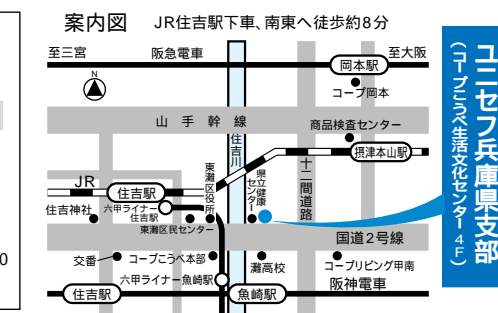 案内図 JR住吉駅下車、南東へ徒歩約8分
至三宮
阪急電車
至大阪
岡本駅
N
コープ岡本
山手幹線
商品検査センター
住吉川
摂津本山駅
十二間道路
東灘区役所
県立健康センター
JR
住吉駅
住吉神社
六甲ライナー
住吉駅
東灘区民センター
国道2号線
交番
コープこうべ本部
灘高校
コープリビング甲南
六甲ライナー魚崎駅
阪神電車
住吉駅
魚崎駅
ユニセフ兵庫県支部
(コープこうべ生活文化センター4F)
0